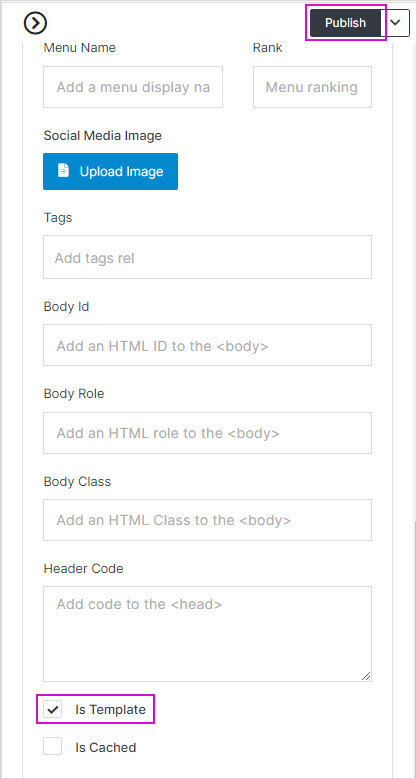 Publish
Menu Name
Rank
Add a menu display na
Menu ranking
Social Media Image
Upload Image
Tags
Add tags rel
Body Id
Add an HTML ID to the <body>
Body Role
Add an HTML role to the <body>
Body Class
Add an HTML Class to the <body>
Header Code
Add code to the <head>
Is Template
Is Cached